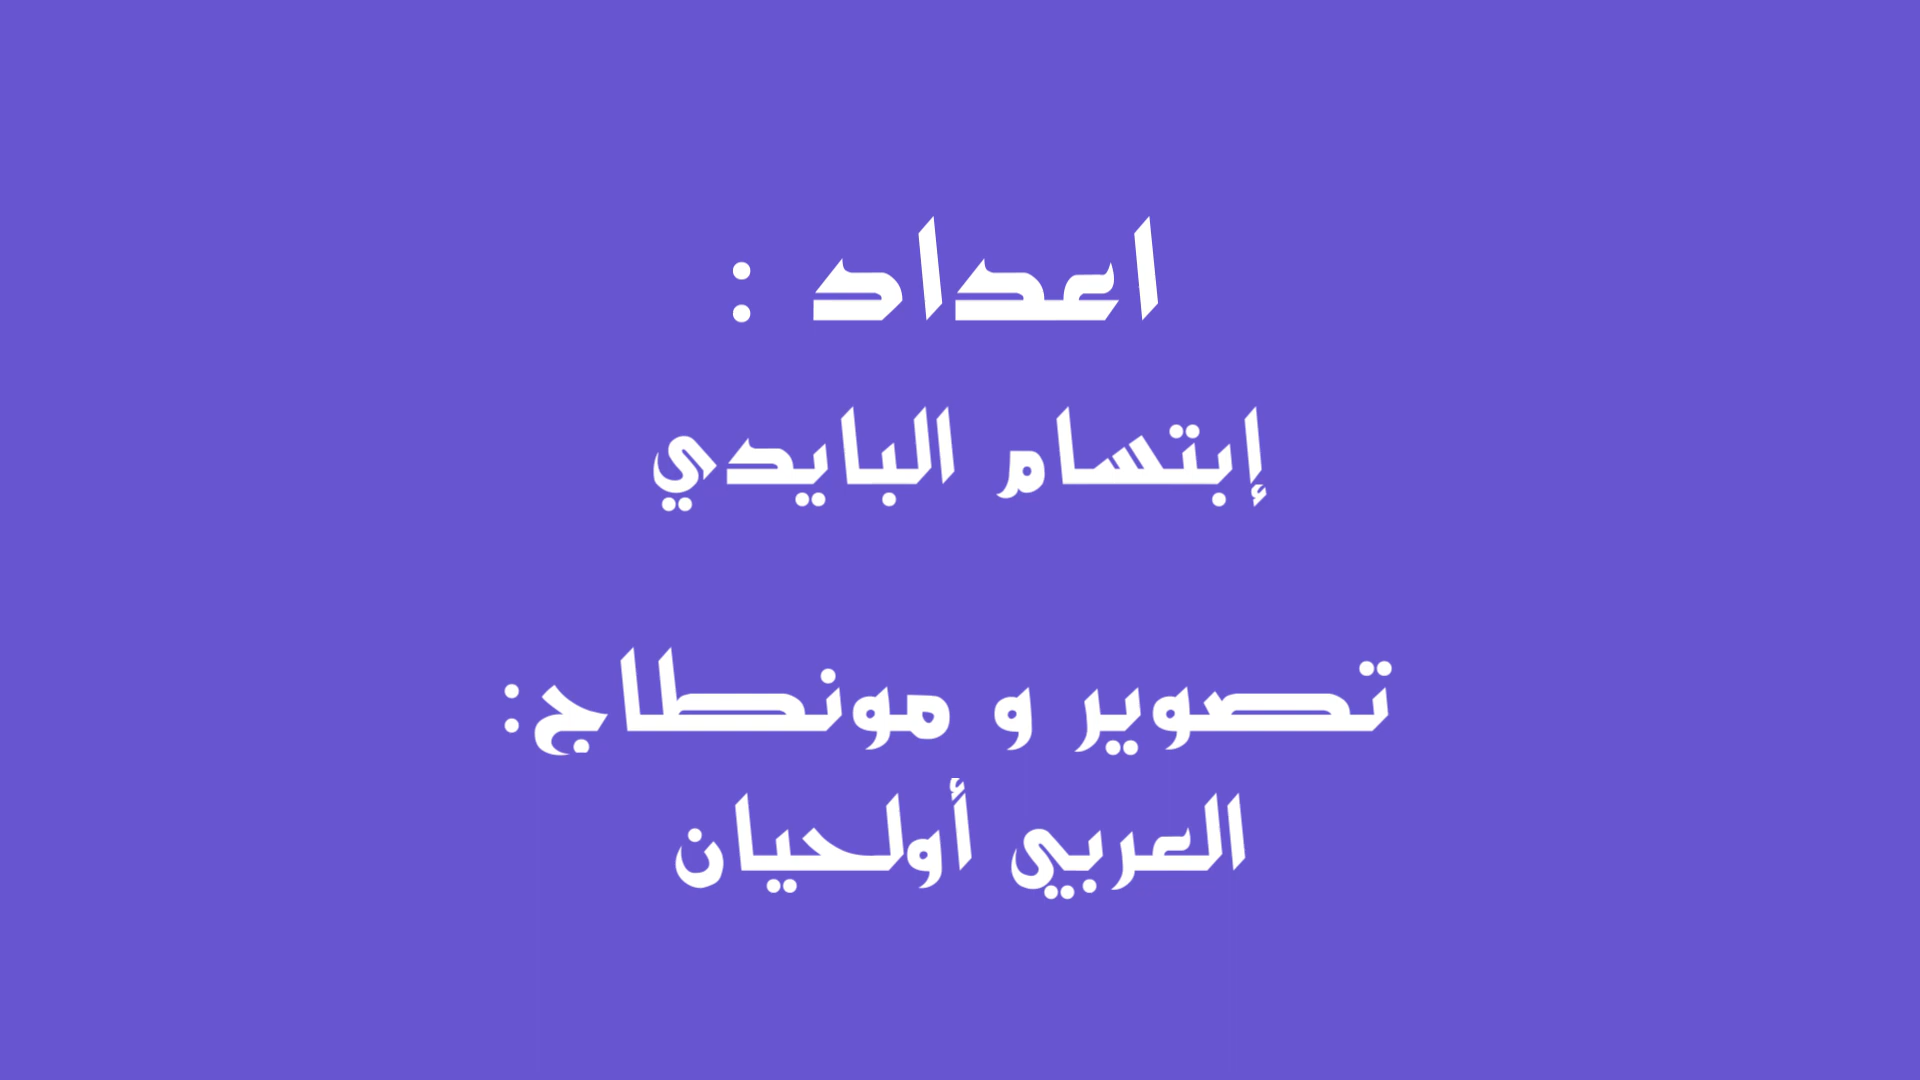 اعداد :
إبتسام البايدي
تصوير و مونطاج:
العربي أولحيان